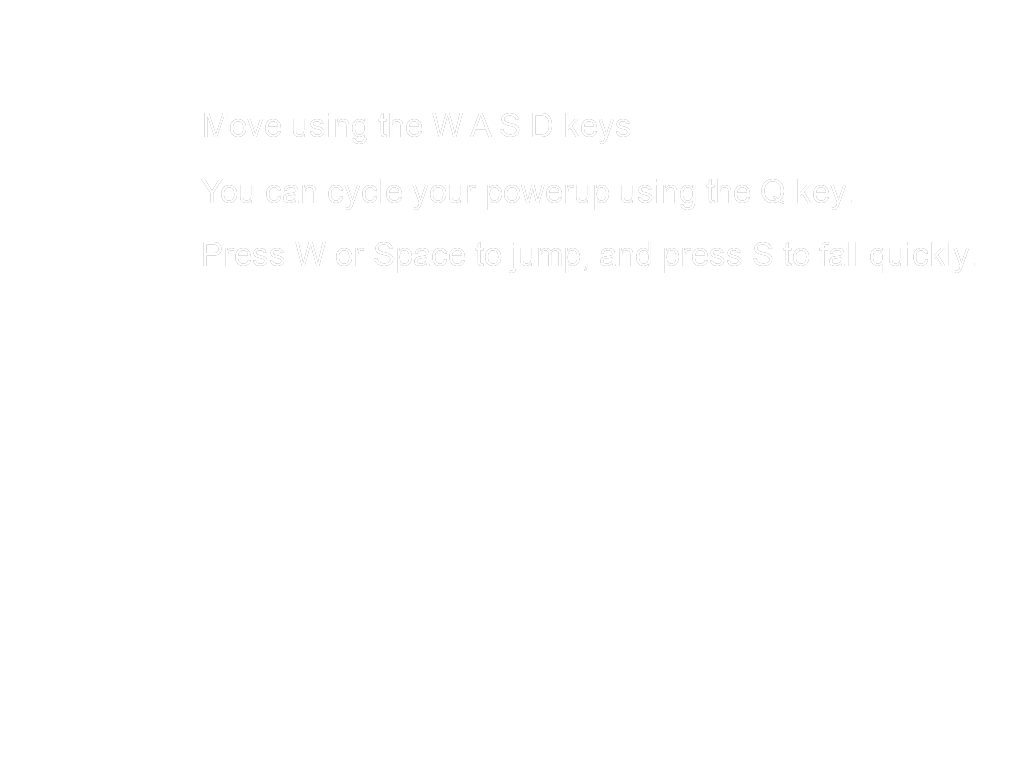 Move using the W A S D keys
You can cycle your powerup using the Q key.
Press W or Space to jump, and press S to fall quickly.